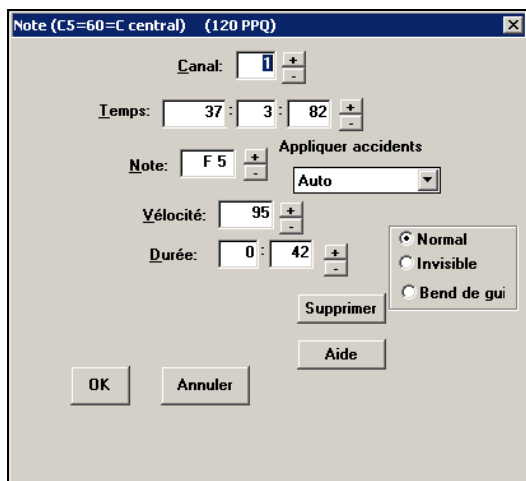 Note (C5=60=C central) (120 PPQ)
Canal: 1 + -
Temps: 37 : 3 : 82 + -
Note: F 5 + -
Appliquer accidents
Auto
Vélocité: 95 + -
Durée: 0 : 42 + -
Normal
Invisible
Bend de gui
Supprimer
Aide
OK Annuler